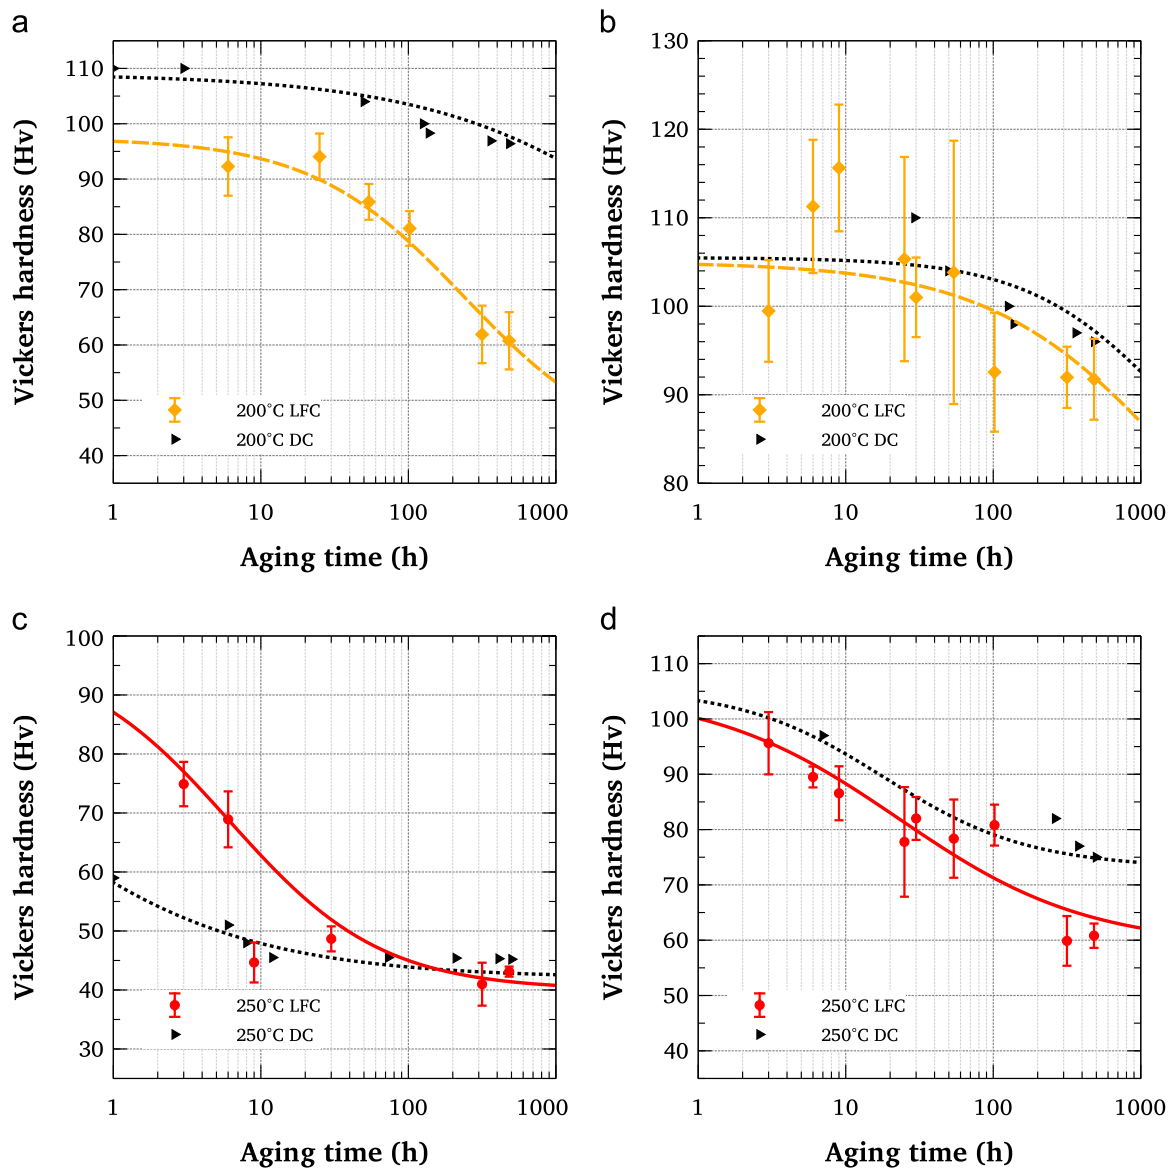 a
Vickers hardness (Hv)
110
100
90
80
70
60
50
40
200°C LFC
200°C DC
1 10 100 1000
Aging time (h)
b
Vickers hardness (Hv)
130
120
110
100
90
80
200°C LFC
200°C DC
1 10 100 1000
Aging time (h)
c
Vickers hardness (Hv)
100
90
80
70
60
50
40
30
250°C LFC
250°C DC
1 10 100 1000
Aging time (h)
d
Vickers hardness (Hv)
110
100
90
80
70
60
50
40
250°C LFC
250°C DC
1 10 100 1000
Aging time (h)